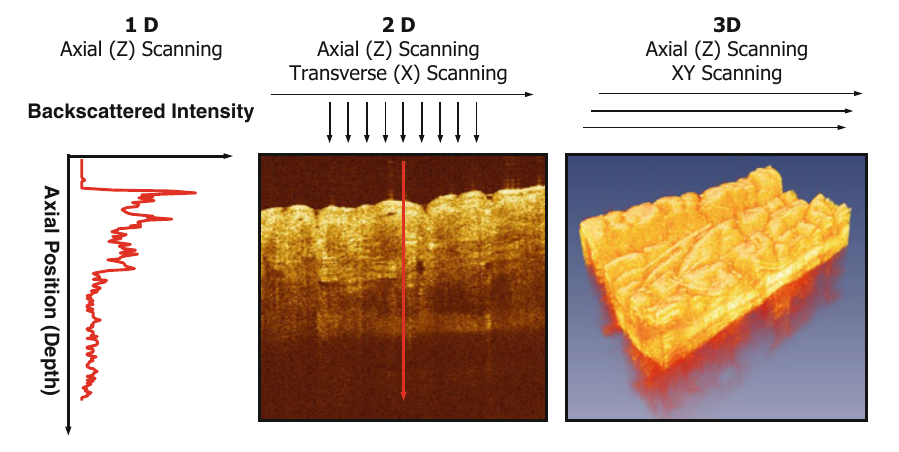 1 D
Axial (Z) Scanning
Backscattered Intensity
Axial Position (Depth)
2 D
Axial (Z) Scanning
Transverse (X) Scanning
3D
Axial (Z) Scanning
XY Scanning